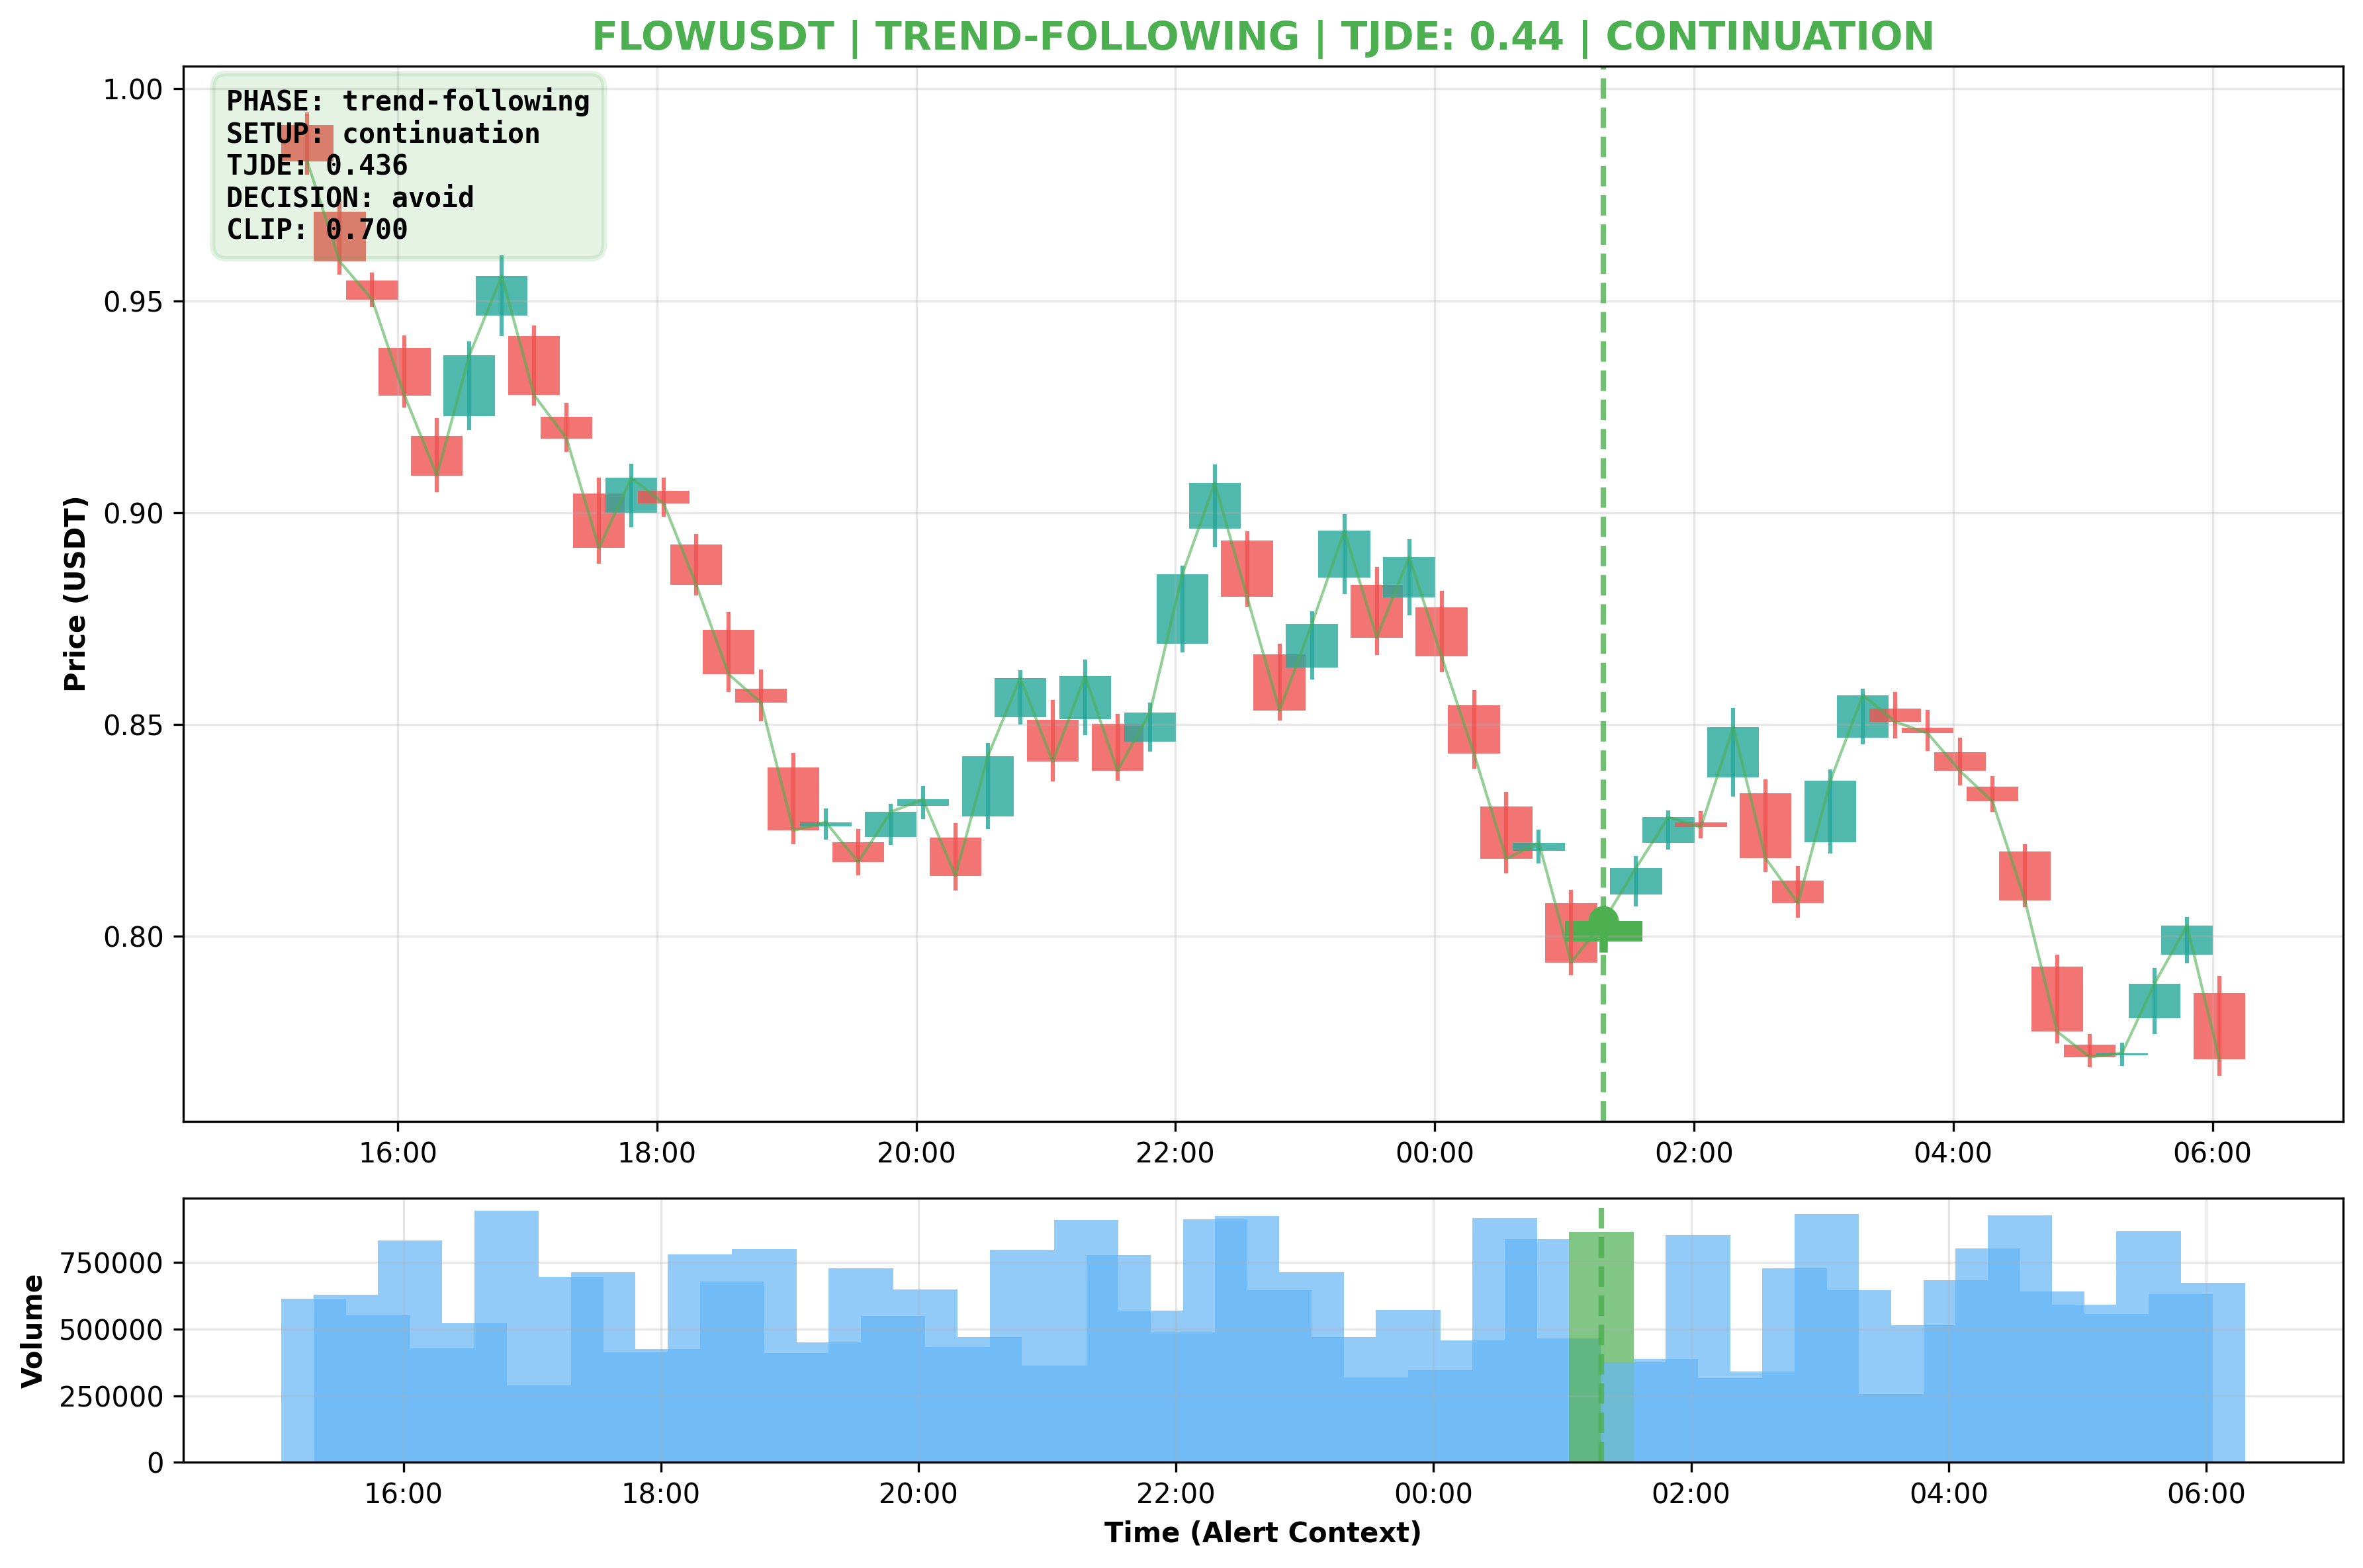 FLOWUSDT | TREND-FOLLOWING | TJDE: 0.44 | CONTINUATION
PHASE: trend-following
SETUP: continuation
TJDE: 0.436
DECISION: avoid
CLIP: 0.700
Price (USDT)
1.00
0.95
0.90
0.85
0.80
16:00 18:00 20:00 22:00 00:00 02:00 04:00 06:00
Volume
750000
500000
250000
0
16:00 18:00 20:00 22:00 00:00 02:00 04:00 06:00
Time (Alert Context)